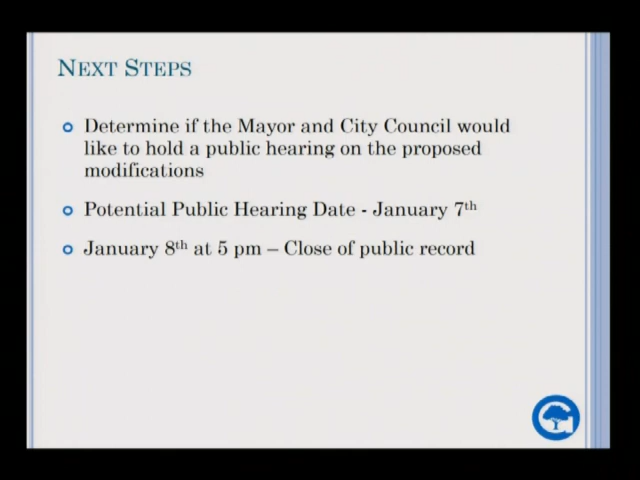 NEXT STEPS
Determine if the Mayor and City Council would
like to hold a public hearing on the proposed
modifications
Potential Public Hearing Date - January 7th
January 8th at 5 pm – Close of public record